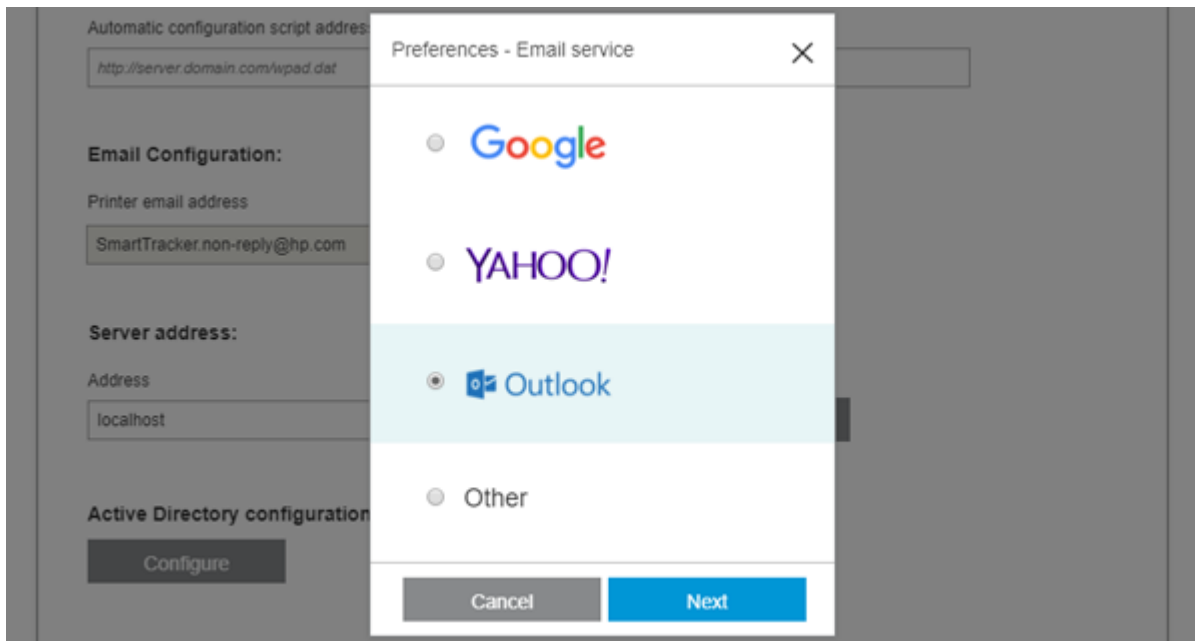 Automatic configuration script addres
http://server.domain.com/wpad.dat
Email Configuration:
Printer email address
SmartTracker.non-reply@hp.com
Server address:
Address
localhost
Active Directory configuration
Configure
Preferences - Email service
Google
YAHOO!
Outlook
Other
Cancel
Next